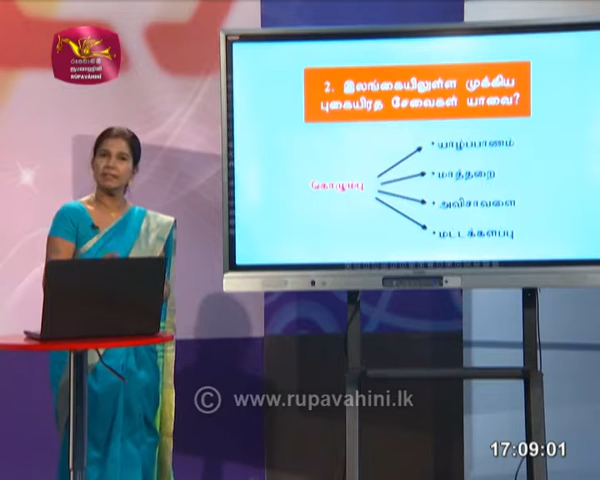 RUPAVAHINI
2. இலங்கையிலுள்ள முக்கிய
புகையிரத சேவைகள் யாவை?
கொழும்பு
* யாழ்ப்பாணம்
* மாத்தறை
* அவிசாவளை
* மட்டக்களப்பு
© www.rupavahini.lk
17:09:01